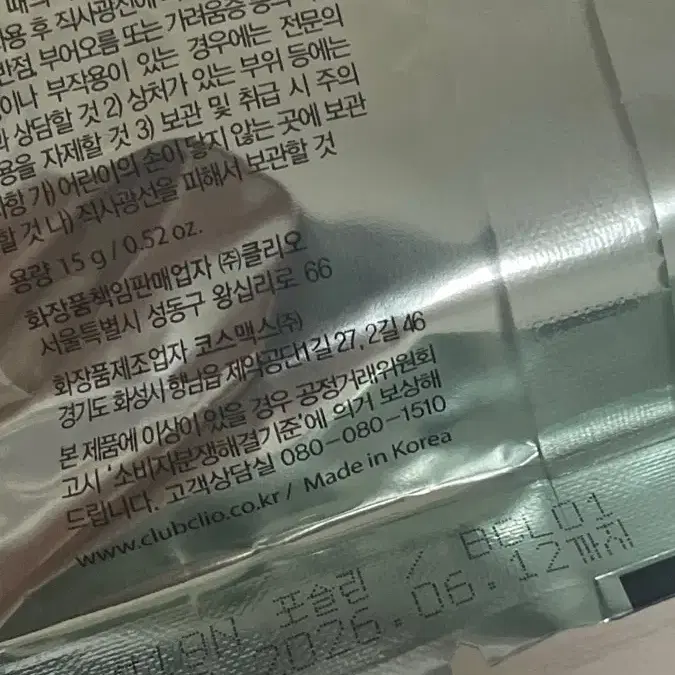 때의
사용 후 직사광선에
반점, 부어오름 또는 가려움증 등의
이나 부작용이 있는 경우에는 전문의
와 상담할 것 2) 상처가 있는 부위 등에는
용을 자제할 것 3) 보관 및 취급 시 주의
사항 가) 어린이의 손이 닿지 않는 곳에 보관
할 것 나) 직사광선을 피해서 보관할 것
용량 15 g / 0.52 oz.
화장품책임판매업자 ㈜클리오
서울특별시 성동구 왕십리로 66
화장품제조업자 코스맥스㈜
경기도 화성시 향남읍 제약공단1길 27, 2길 46
본 제품에 이상이 있을 경우 공정거래위원회
고시 '소비자분쟁해결기준'에 의거 보상해
드립니다. 고객상담실 080-080-1510
www.clubclio.co.kr / Made in Korea
포슬린 / BCL01
2026.06.12까지